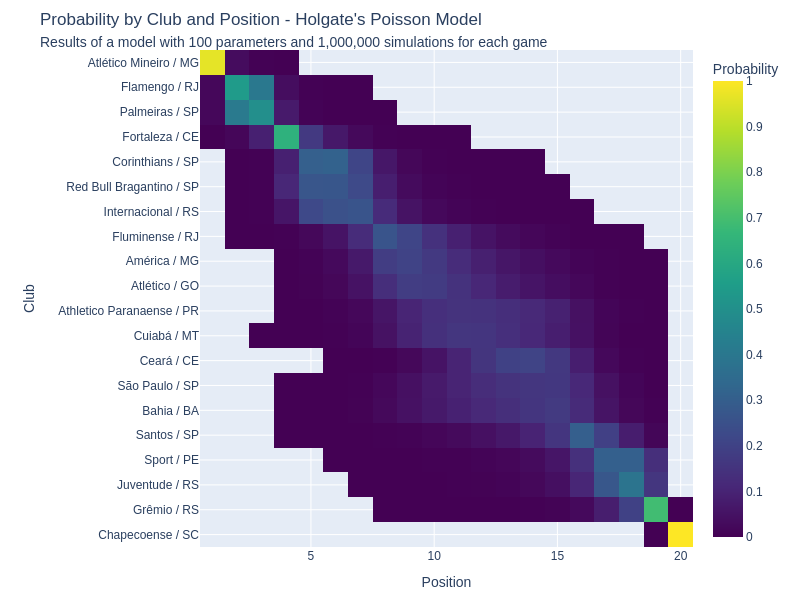 Probability by Club and Position - Holgate's Poisson Model
Results of a model with 100 parameters and 1,000,000 simulations for each game
Probability
Club
Atlético Mineiro / MG
Flamengo / RJ
Palmeiras / SP
Fortaleza / CE
Corinthians / SP
Red Bull Bragantino / SP
Internacional / RS
Fluminense / RJ
América / MG
Atlético / GO
Athletico Paranaense / PR
Cuiabá / MT
Ceará / CE
São Paulo / SP
Bahia / BA
Santos / SP
Sport / PE
Juventude / RS
Grêmio / RS
Chapecoense / SC
5
10
15
20
Position
1
0.9
0.8
0.7
0.6
0.5
0.4
0.3
0.2
0.1
0